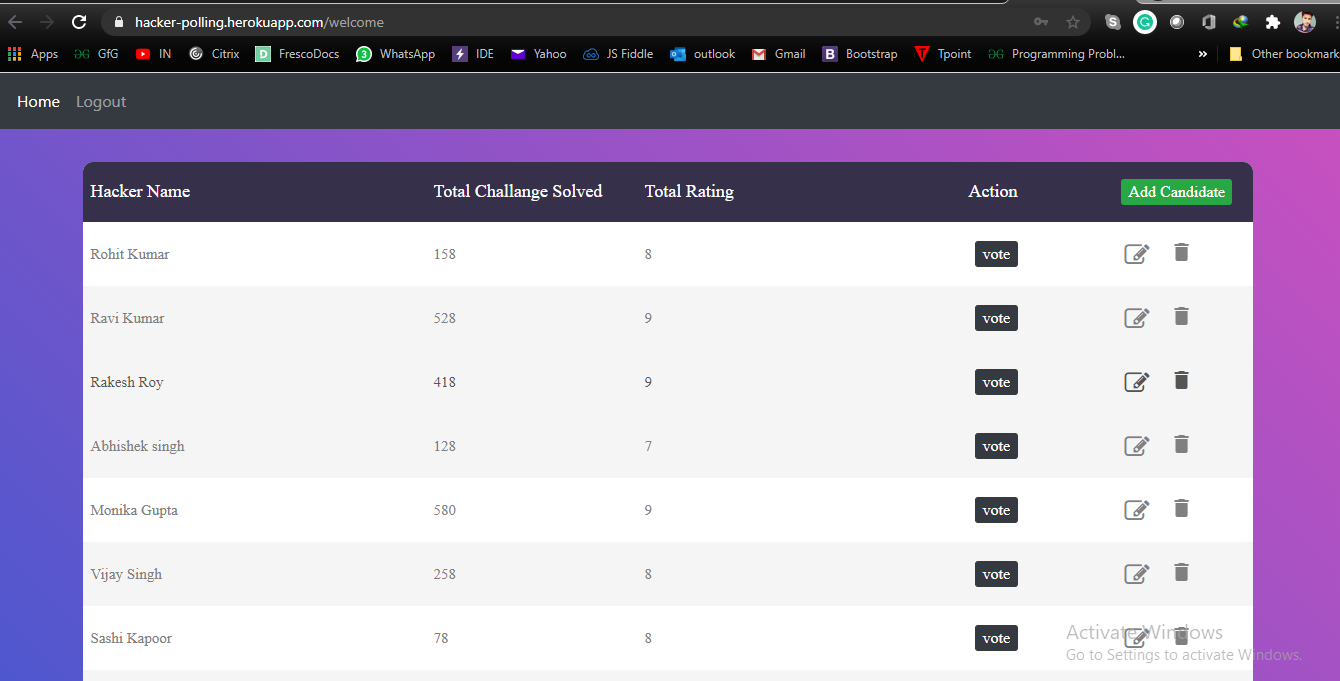 hacker-polling.herokuapp.com/welcome
Apps GfG IN Citrix D FrescoDocs 3 WhatsApp IDE Yahoo JS Fiddle outlook Gmail B Bootstrap Tpoint Programming Probl... » Other bookmark
Home Logout
Hacker Name Total Challange Solved Total Rating Action Add Candidate
Rohit Kumar 158 8 vote
Ravi Kumar 528 9 vote
Rakesh Roy 418 9 vote
Abhishek singh 128 7 vote
Monika Gupta 580 9 vote
Vijay Singh 258 8 vote
Sashi Kapoor 78 8 vote
Activate Windows
Go to Settings to activate Windows.